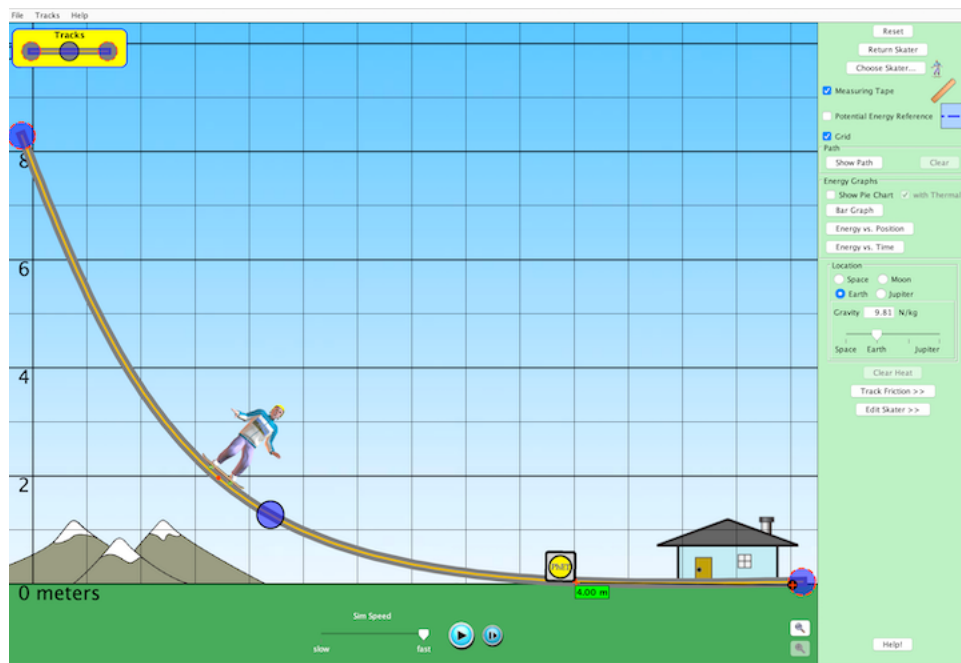 File Tracks Help
Tracks
8
6
4
2
0 meters
PhET
4.00 m
Sim Speed
slow fast
Reset
Return Skater
Choose Skater...
Measuring Tape
Potential Energy Reference
Grid
Path
Show Path Clear
Energy Graphs
Show Pie Chart with Thermal
Bar Graph
Energy vs. Position
Energy vs. Time
Location
Space Moon
Earth Jupiter
Gravity 9.81 N/kg
Space Earth Jupiter
Clear Heat
Track Friction >>
Edit Skater >>
Help!